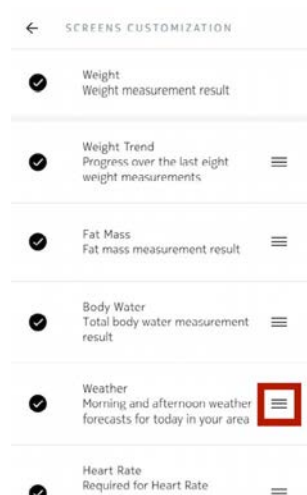 SCREENS CUSTOMIZATION
Weight
Weight measurement result
Weight Trend
Progress over the last eight
weight measurements
Fat Mass
Fat mass measurement result
Body Water
Total body water measurement
result
Weather
Morning and afternoon weather
forecasts for today in your area
Heart Rate
Required for Heart Rate